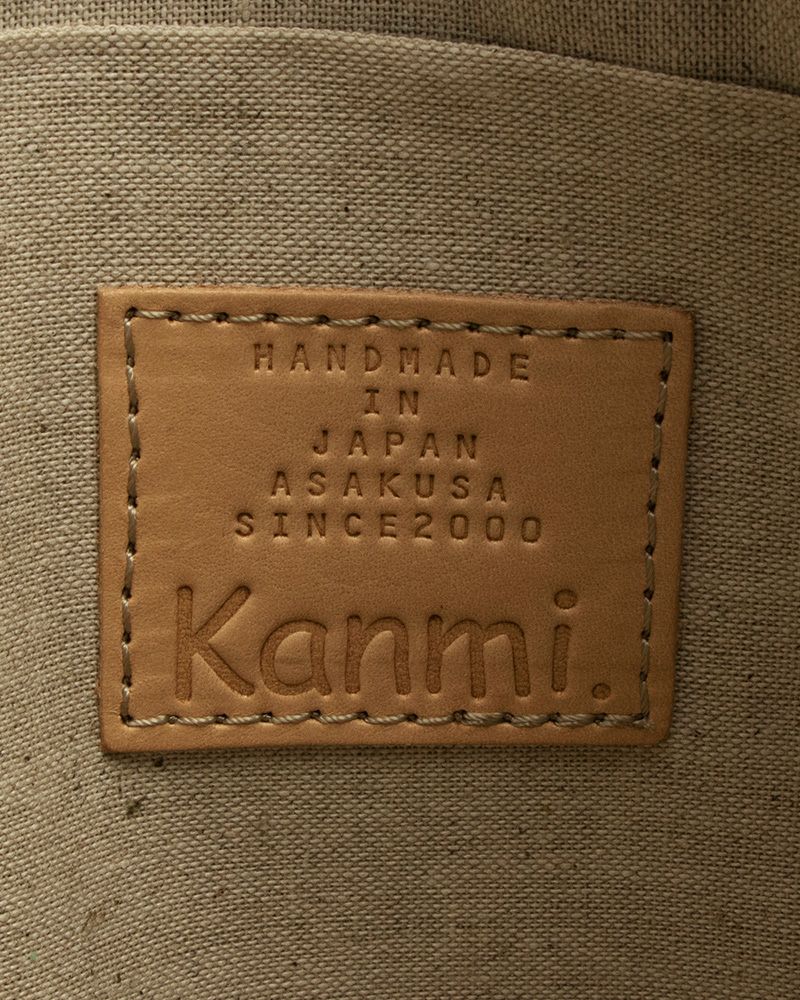 HANDMADE
IN
JAPAN
ASAKUSA
SINCE2000
Kanmi.